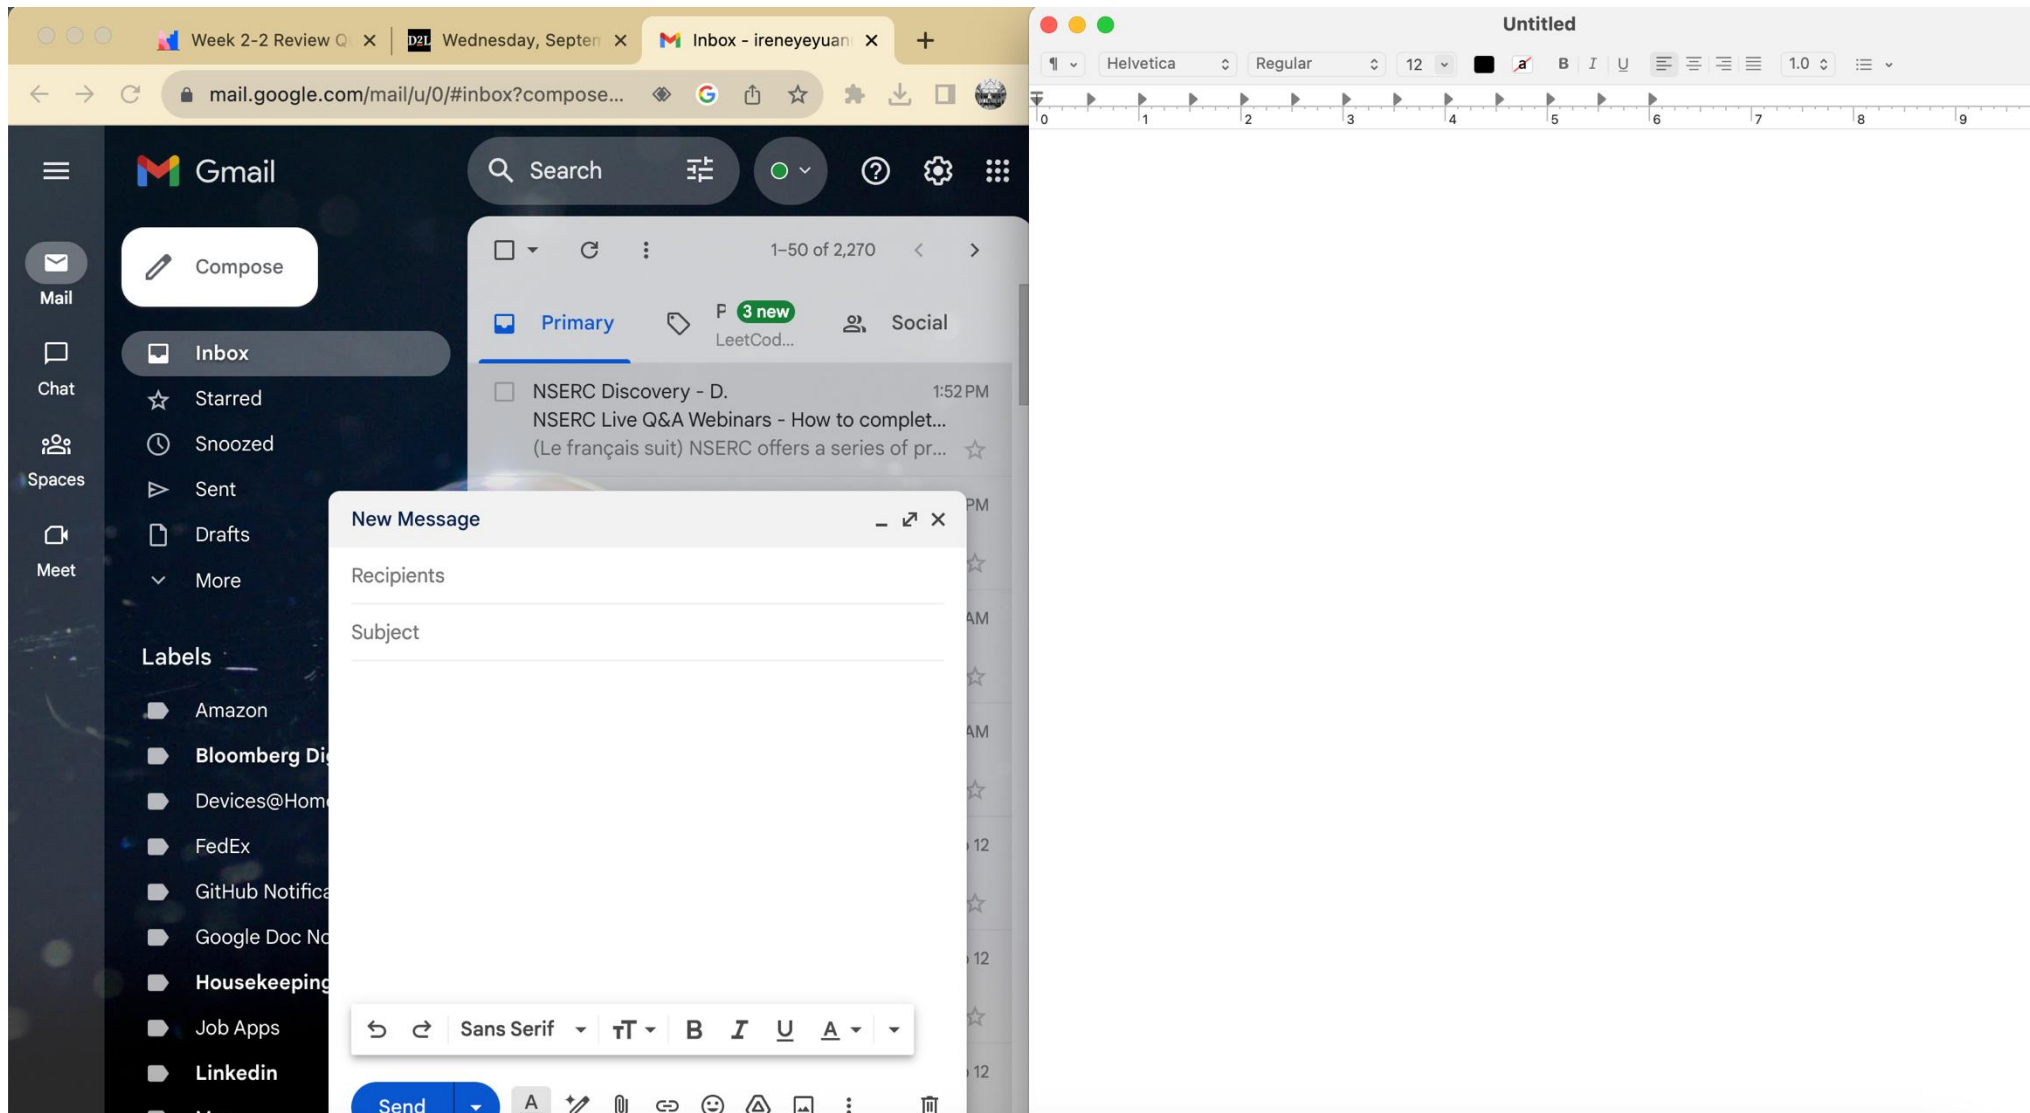 Week 2-2 Review Q
D2L Wednesday, Septem
Inbox - ireneyeyuan
mail.google.com/mail/u/0/#inbox?compose...
Gmail
Search
Compose
Mail
Chat
Spaces
Meet
Inbox
Starred
Snoozed
Sent
Drafts
More
Labels
Amazon
Bloomberg Dig
Devices@Home
FedEx
GitHub Notifica
Google Doc No
Housekeeping
Job Apps
Linkedin
1–50 of 2,270
Primary
P 3 new
LeetCod...
Social
NSERC Discovery - D. 1:52 PM
NSERC Live Q&A Webinars - How to complet...
(Le français suit) NSERC offers a series of pr...
PM
AM
AM
12
12
12
New Message
Recipients
Subject
Sans Serif
B I U A
Send
A
Untitled
¶ Helvetica Regular 12 a B I U 1.0
0 1 2 3 4 5 6 7 8 9